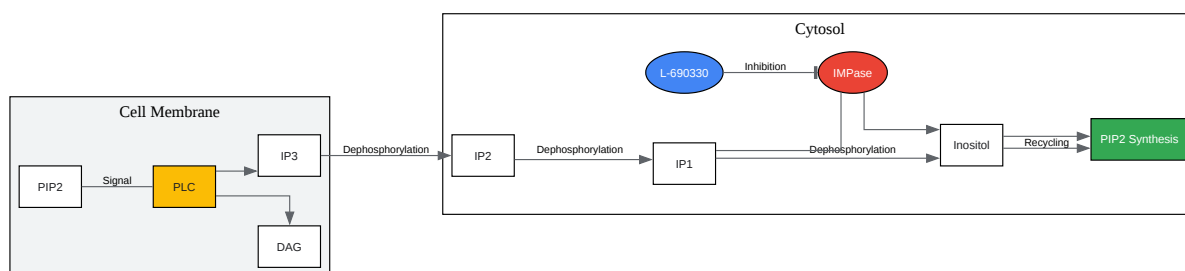 Cytosol
L-690330
Inhibition
IMPase
Cell Membrane
PIP2
Signal
PLC
IP3
DAG
Dephosphorylation
IP2
Dephosphorylation
IP1
Dephosphorylation
Inositol
Recycling
PIP2 Synthesis